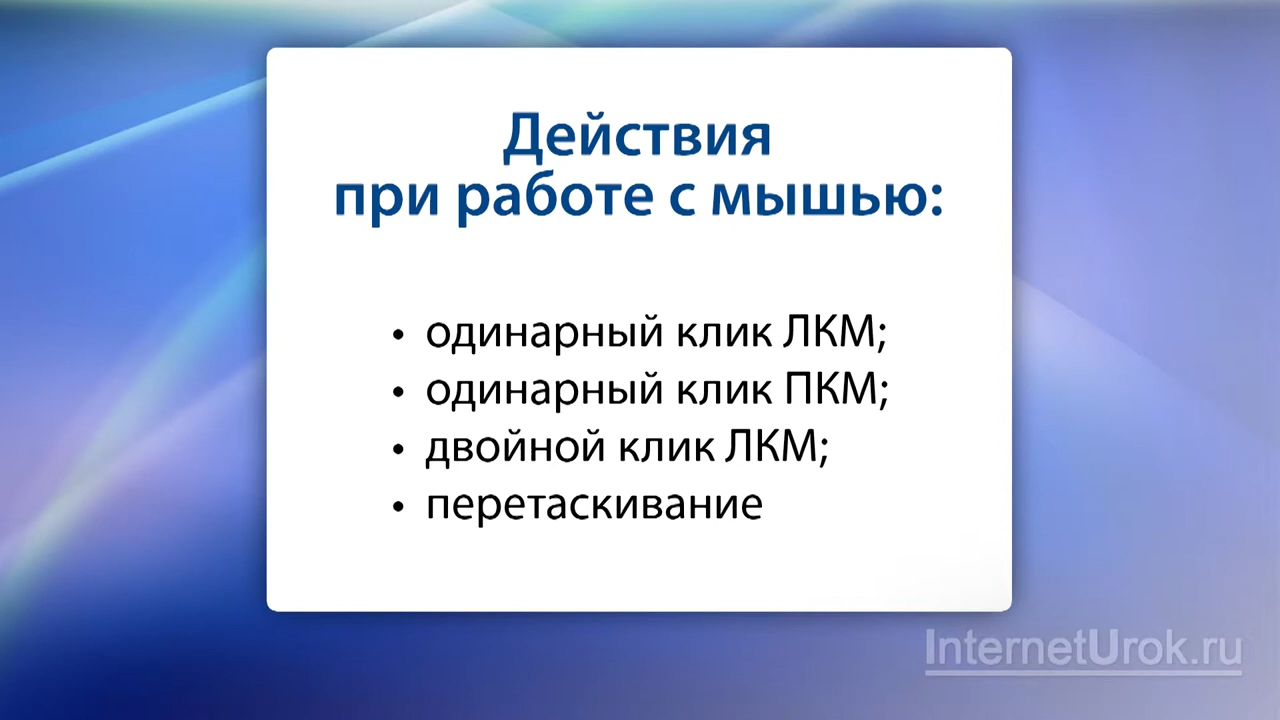 Действия
при работе с мышью:
• одинарный клик ЛКМ;
• одинарный клик ПКМ;
• двойной клик ЛКМ;
• перетаскивание
InternetUrok.ru